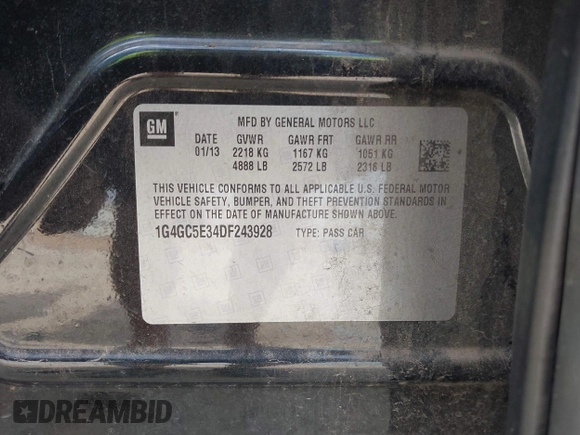 GM
MFD BY GENERAL MOTORS LLC
DATE GVWR GAWR FRT GAWR RR
01/13 2218 KG 1167 KG 1051 KG
4888 LB 2572 LB 2316 LB
THIS VEHICLE CONFORMS TO ALL APPLICABLE U.S. FEDERAL MOTOR
VEHICLE SAFETY, BUMPER, AND THEFT PREVENTION STANDARDS IN
EFFECT ON THE DATE OF MANUFACTURE SHOWN ABOVE.
1G4GC5E34DF243928 TYPE: PASS CAR
DREAMBID